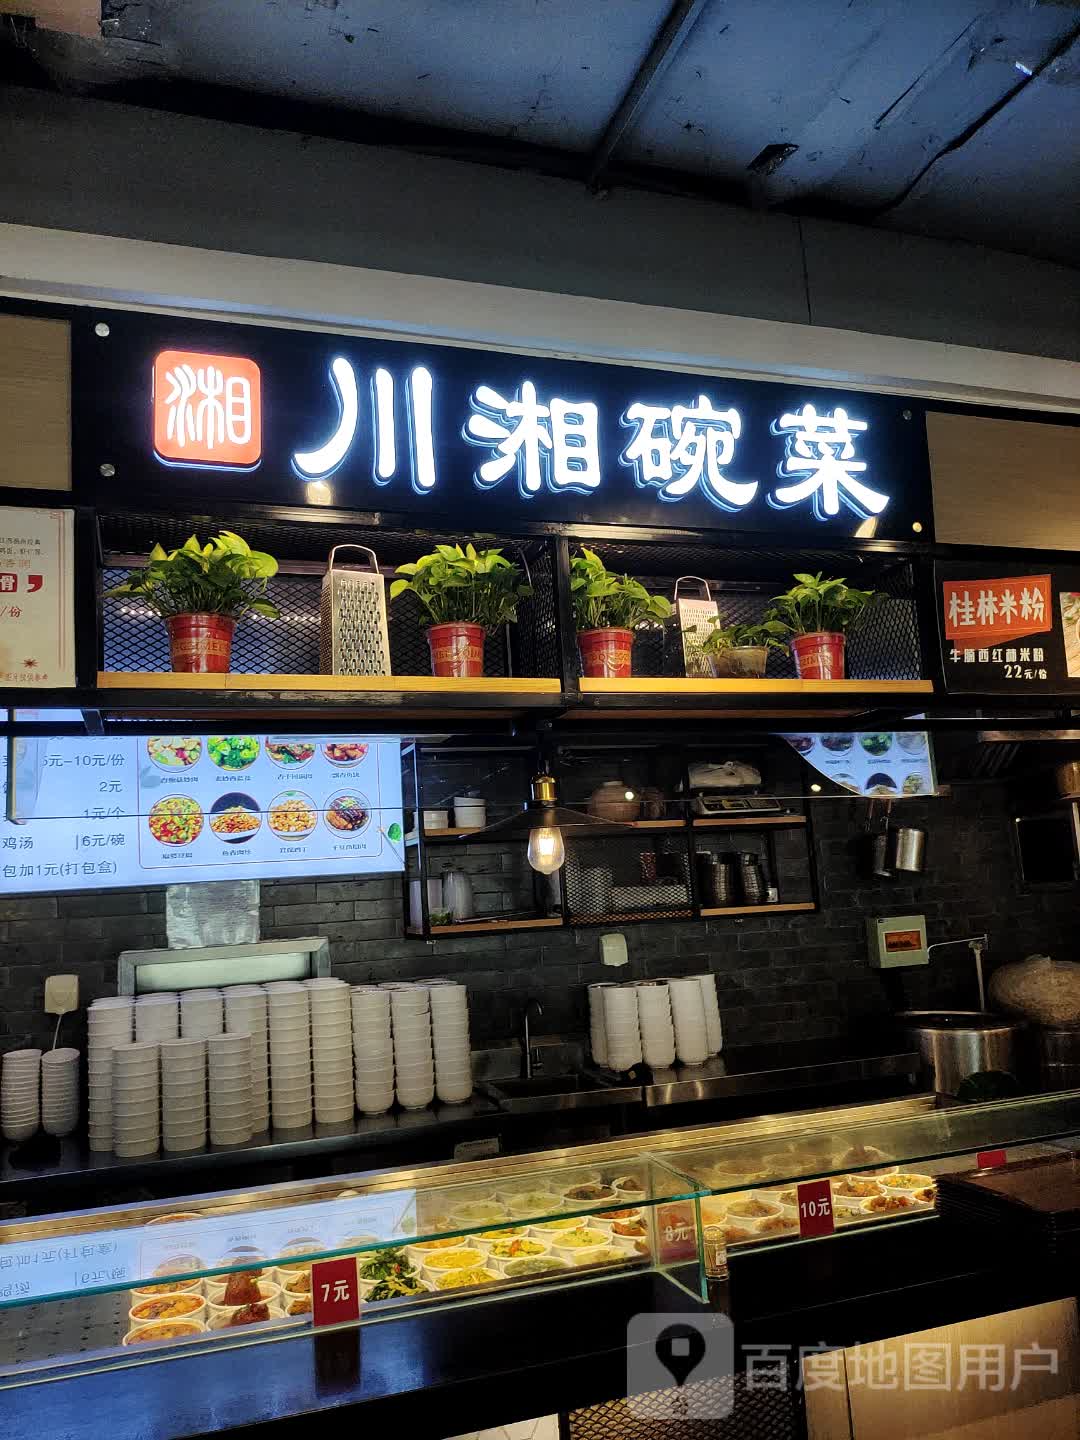 湘
川湘碗菜
骨
/份
桂林米粉
牛腩西红柿米粉
22元/份
5元-10元/份
2元
1元/个
鸡汤 |6元/碗
包加1元(打包盒)
7元
8元
10元
百度地图用户